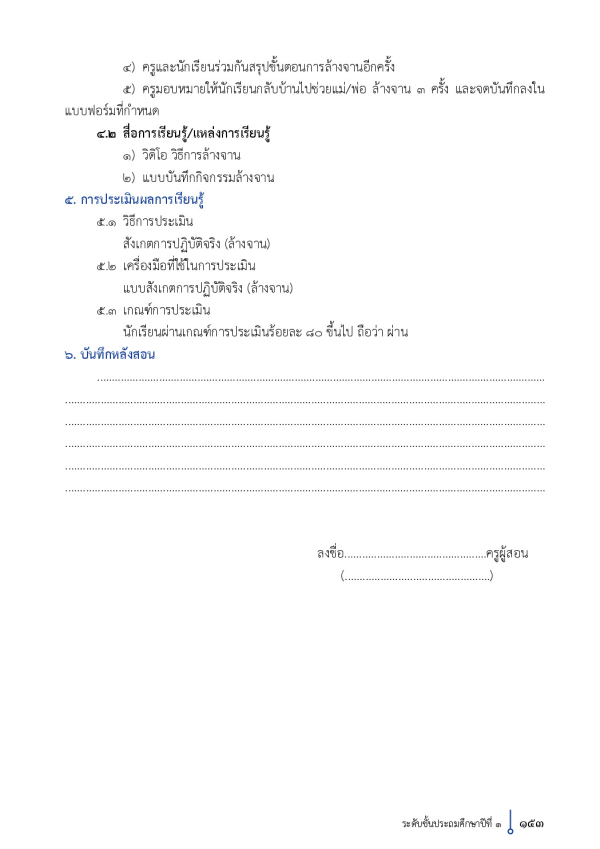 ๔) ครูและนักเรียนร่วมกันสรุปขั้นตอนการล้างจานอีกครั้ง
๕) ครูมอบหมายให้นักเรียนกลับบ้านไปช่วยแม่/พ่อ ล้างจาน ๓ ครั้ง และจดบันทึกลงใน
แบบฟอร์มที่กำหนด
๔.๒ สื่อการเรียนรู้/แหล่งการเรียนรู้
๑) วิดิโอ วิธีการล้างจาน
๒) แบบบันทึกกิจกรรมล้างจาน
๕. การประเมินผลการเรียนรู้
๕.๑ วิธีการประเมิน
สังเกตการปฏิบัติจริง (ล้างจาน)
๕.๒ เครื่องมือที่ใช้ในการประเมิน
แบบสังเกตการปฏิบัติจริง (ล้างจาน)
๕.๓ เกณฑ์การประเมิน
นักเรียนผ่านเกณฑ์การประเมินร้อยละ ๘๐ ขึ้นไป ถือว่า ผ่าน
๖. บันทึกหลังสอน
........................................................................................................................................................
...................................................................................................................................................................
...................................................................................................................................................................
...................................................................................................................................................................
...................................................................................................................................................................
...................................................................................................................................................................
ลงชื่อ................................................ครูผู้สอน
(.................................................)
ระดับชั้นประถมศึกษาปีที่ ๑ ๑๕๓